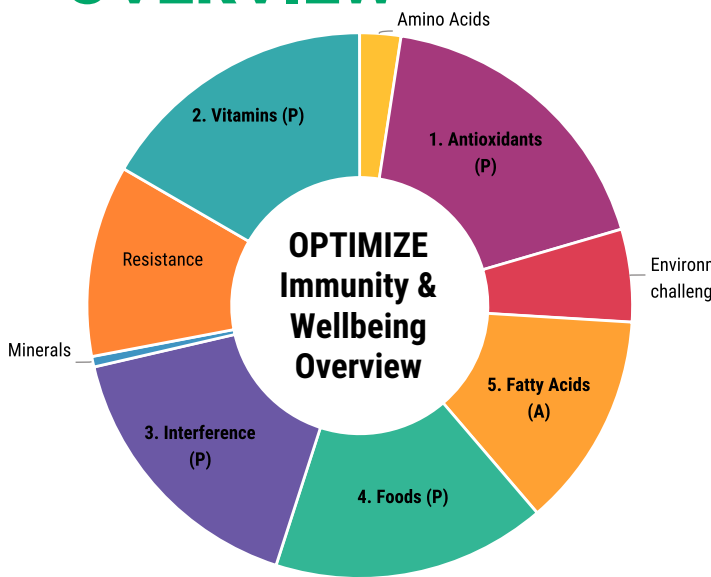 Amino Acids
2. Vitamins (P)
1. Antioxidants
(P)
OPTIMIZE
Immunity &
Wellbeing
Overview
Resistance
Minerals
5. Fatty Acids
(A)
3. Interference
(P)
4. Foods (P)